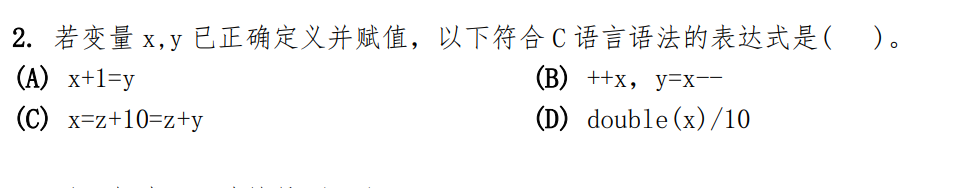 2. 若变量 x,y 已正确定义并赋值，以下符合 C 语言语法的表达式是( )。
(A) x+1=y (B) ++x, y=x--
(C) x=z+10=z+y (D) double(x)/10